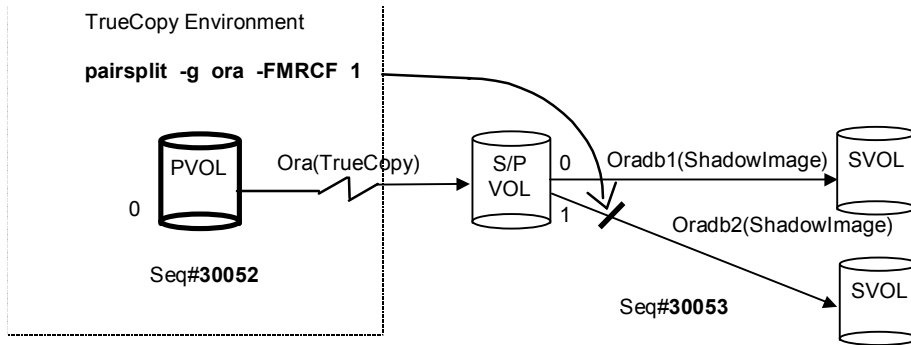 TrueCopy Environment
pairsplit -g ora -FMRCF 1
PVOL
Ora(TrueCopy)
S/P
VOL
0
Oradb1(ShadowImage)
SVOL
0
1
Oradb2(ShadowImage)
Seq#30052
Seq#30053
SVOL